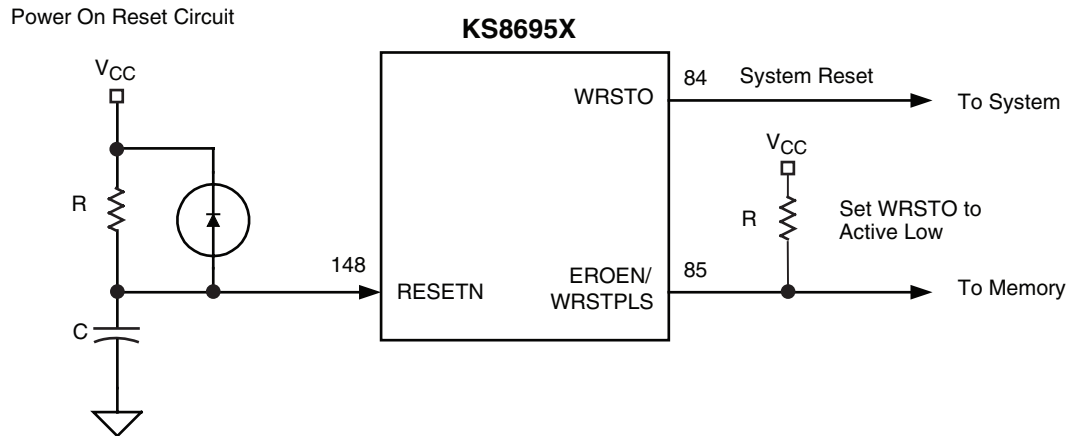 Power On Reset Circuit
KS8695X
VCC
84 System Reset
WRSTO
To System
VCC
R
R
Set WRSTO to
Active Low
148
RESETN
EROEN/
WRSTPLS
85
To Memory
C